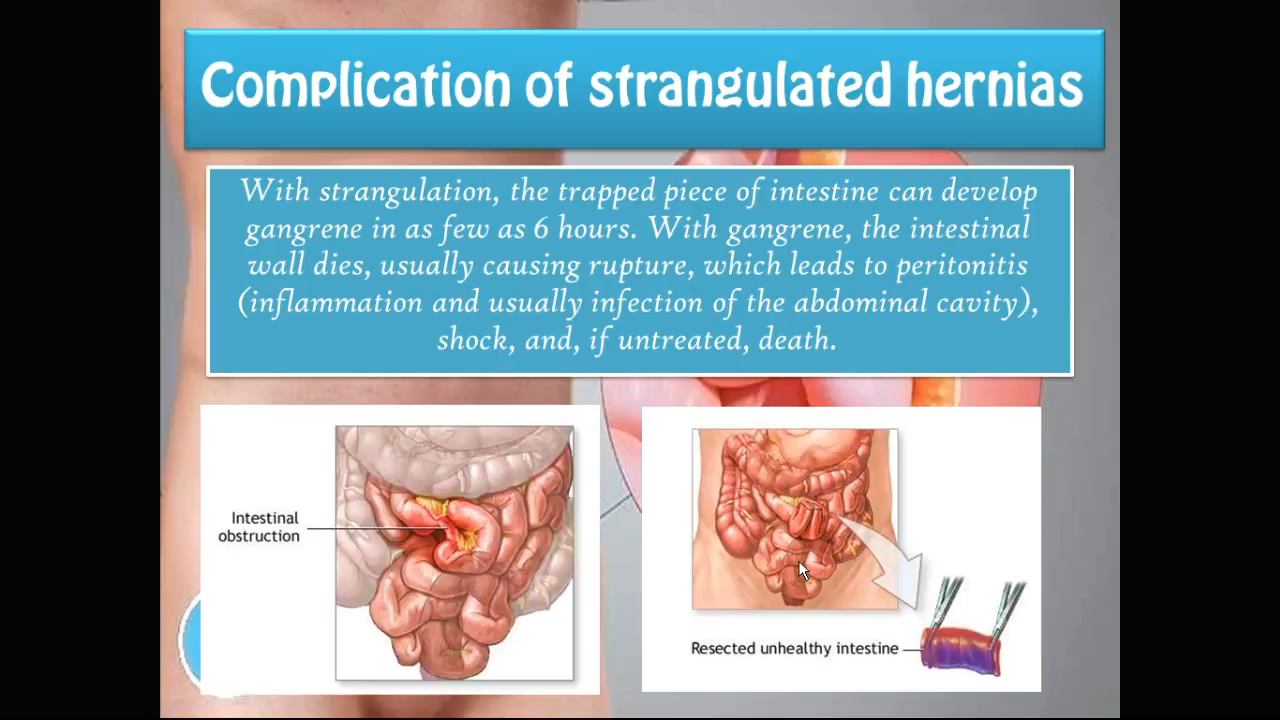 Complication of strangulated hernias
With strangulation, the trapped piece of intestine can develop
gangrene in as few as 6 hours. With gangrene, the intestinal
wall dies, usually causing rupture, which leads to peritonitis
(inflammation and usually infection of the abdominal cavity),
shock, and, if untreated, death.
Intestinal
obstruction
Resected unhealthy intestine